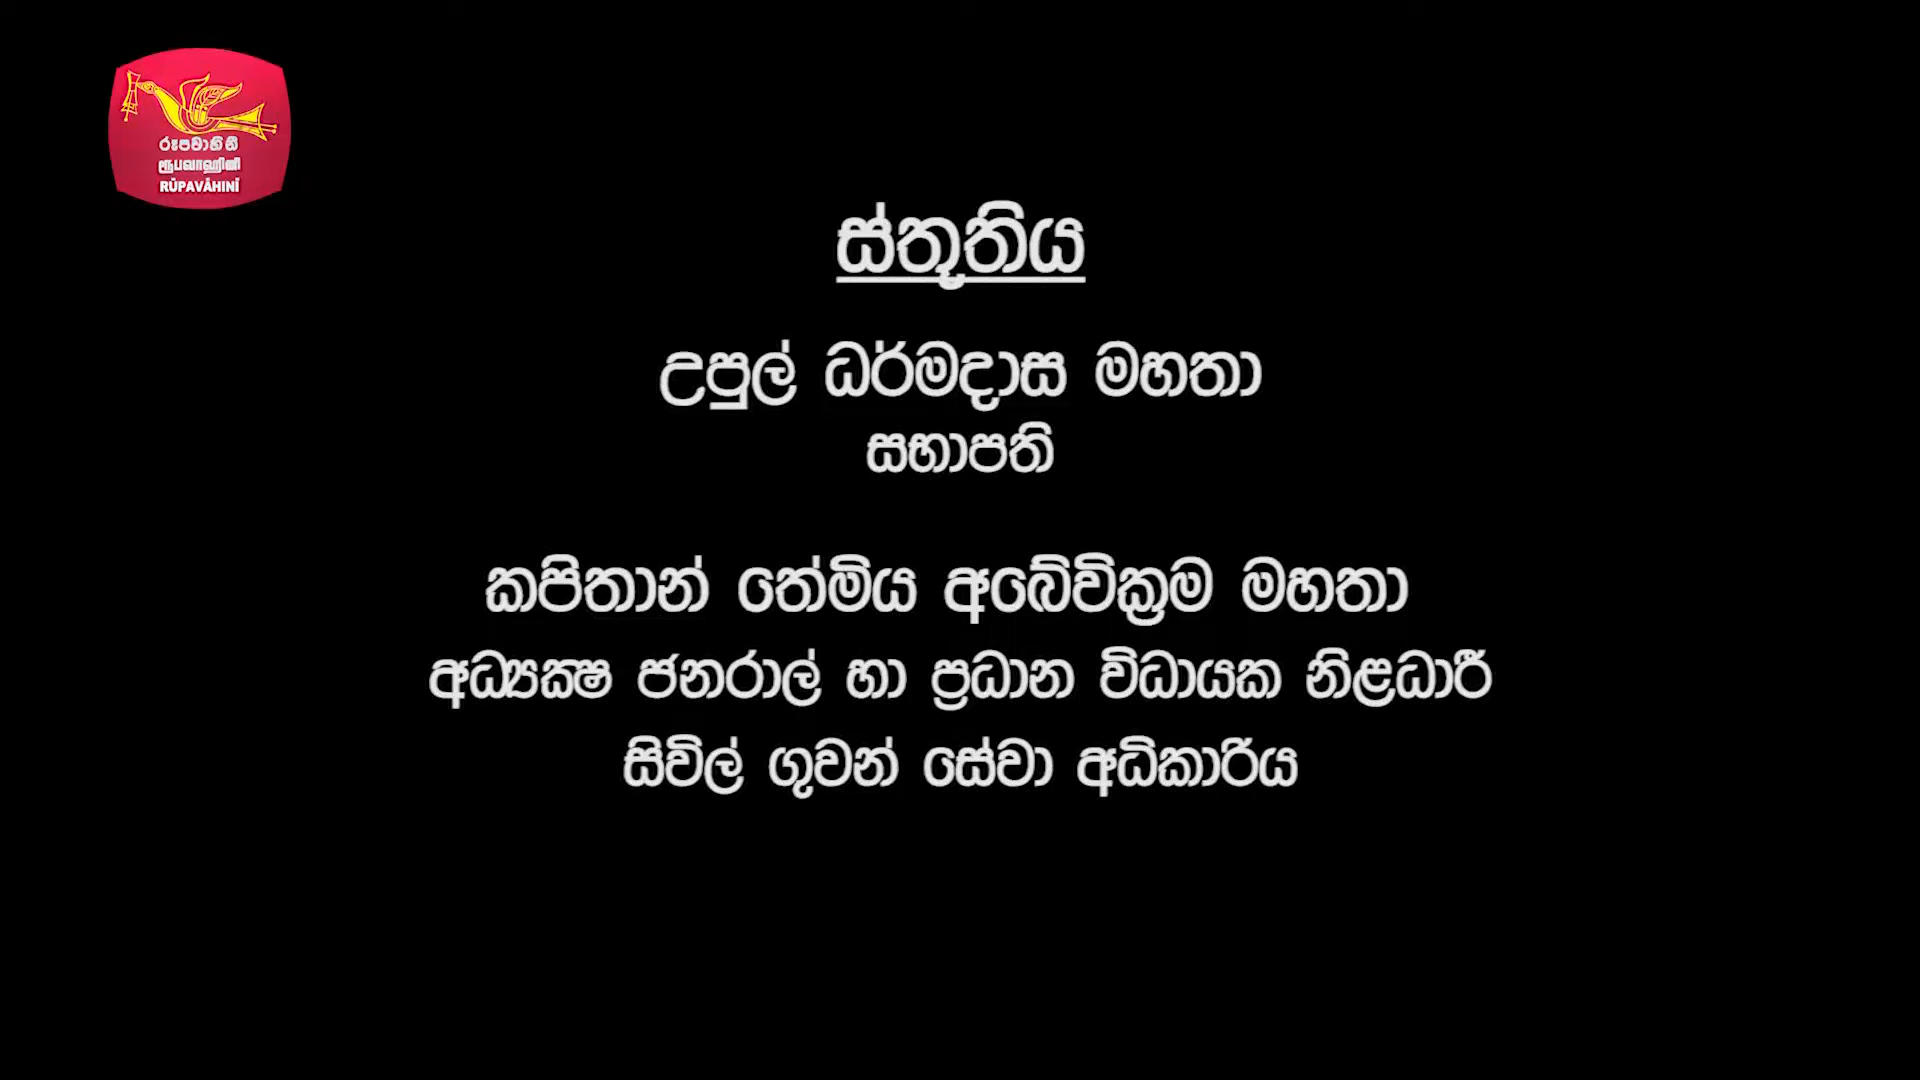 රූපවාහිනී
ரூபவாஹினி
RŪPAVĀHINĪ
ස්තූතිය
උපුල් ධර්මදාස මහතා
සභාපති
කපිතාන් තේමිය අබේවික්‍රම මහතා
අධ්‍යක්ෂ ජනරාල් හා ප්‍රධාන විධායක නිළධාරී
සිවිල් ගුවන් සේවා අධිකාරිය